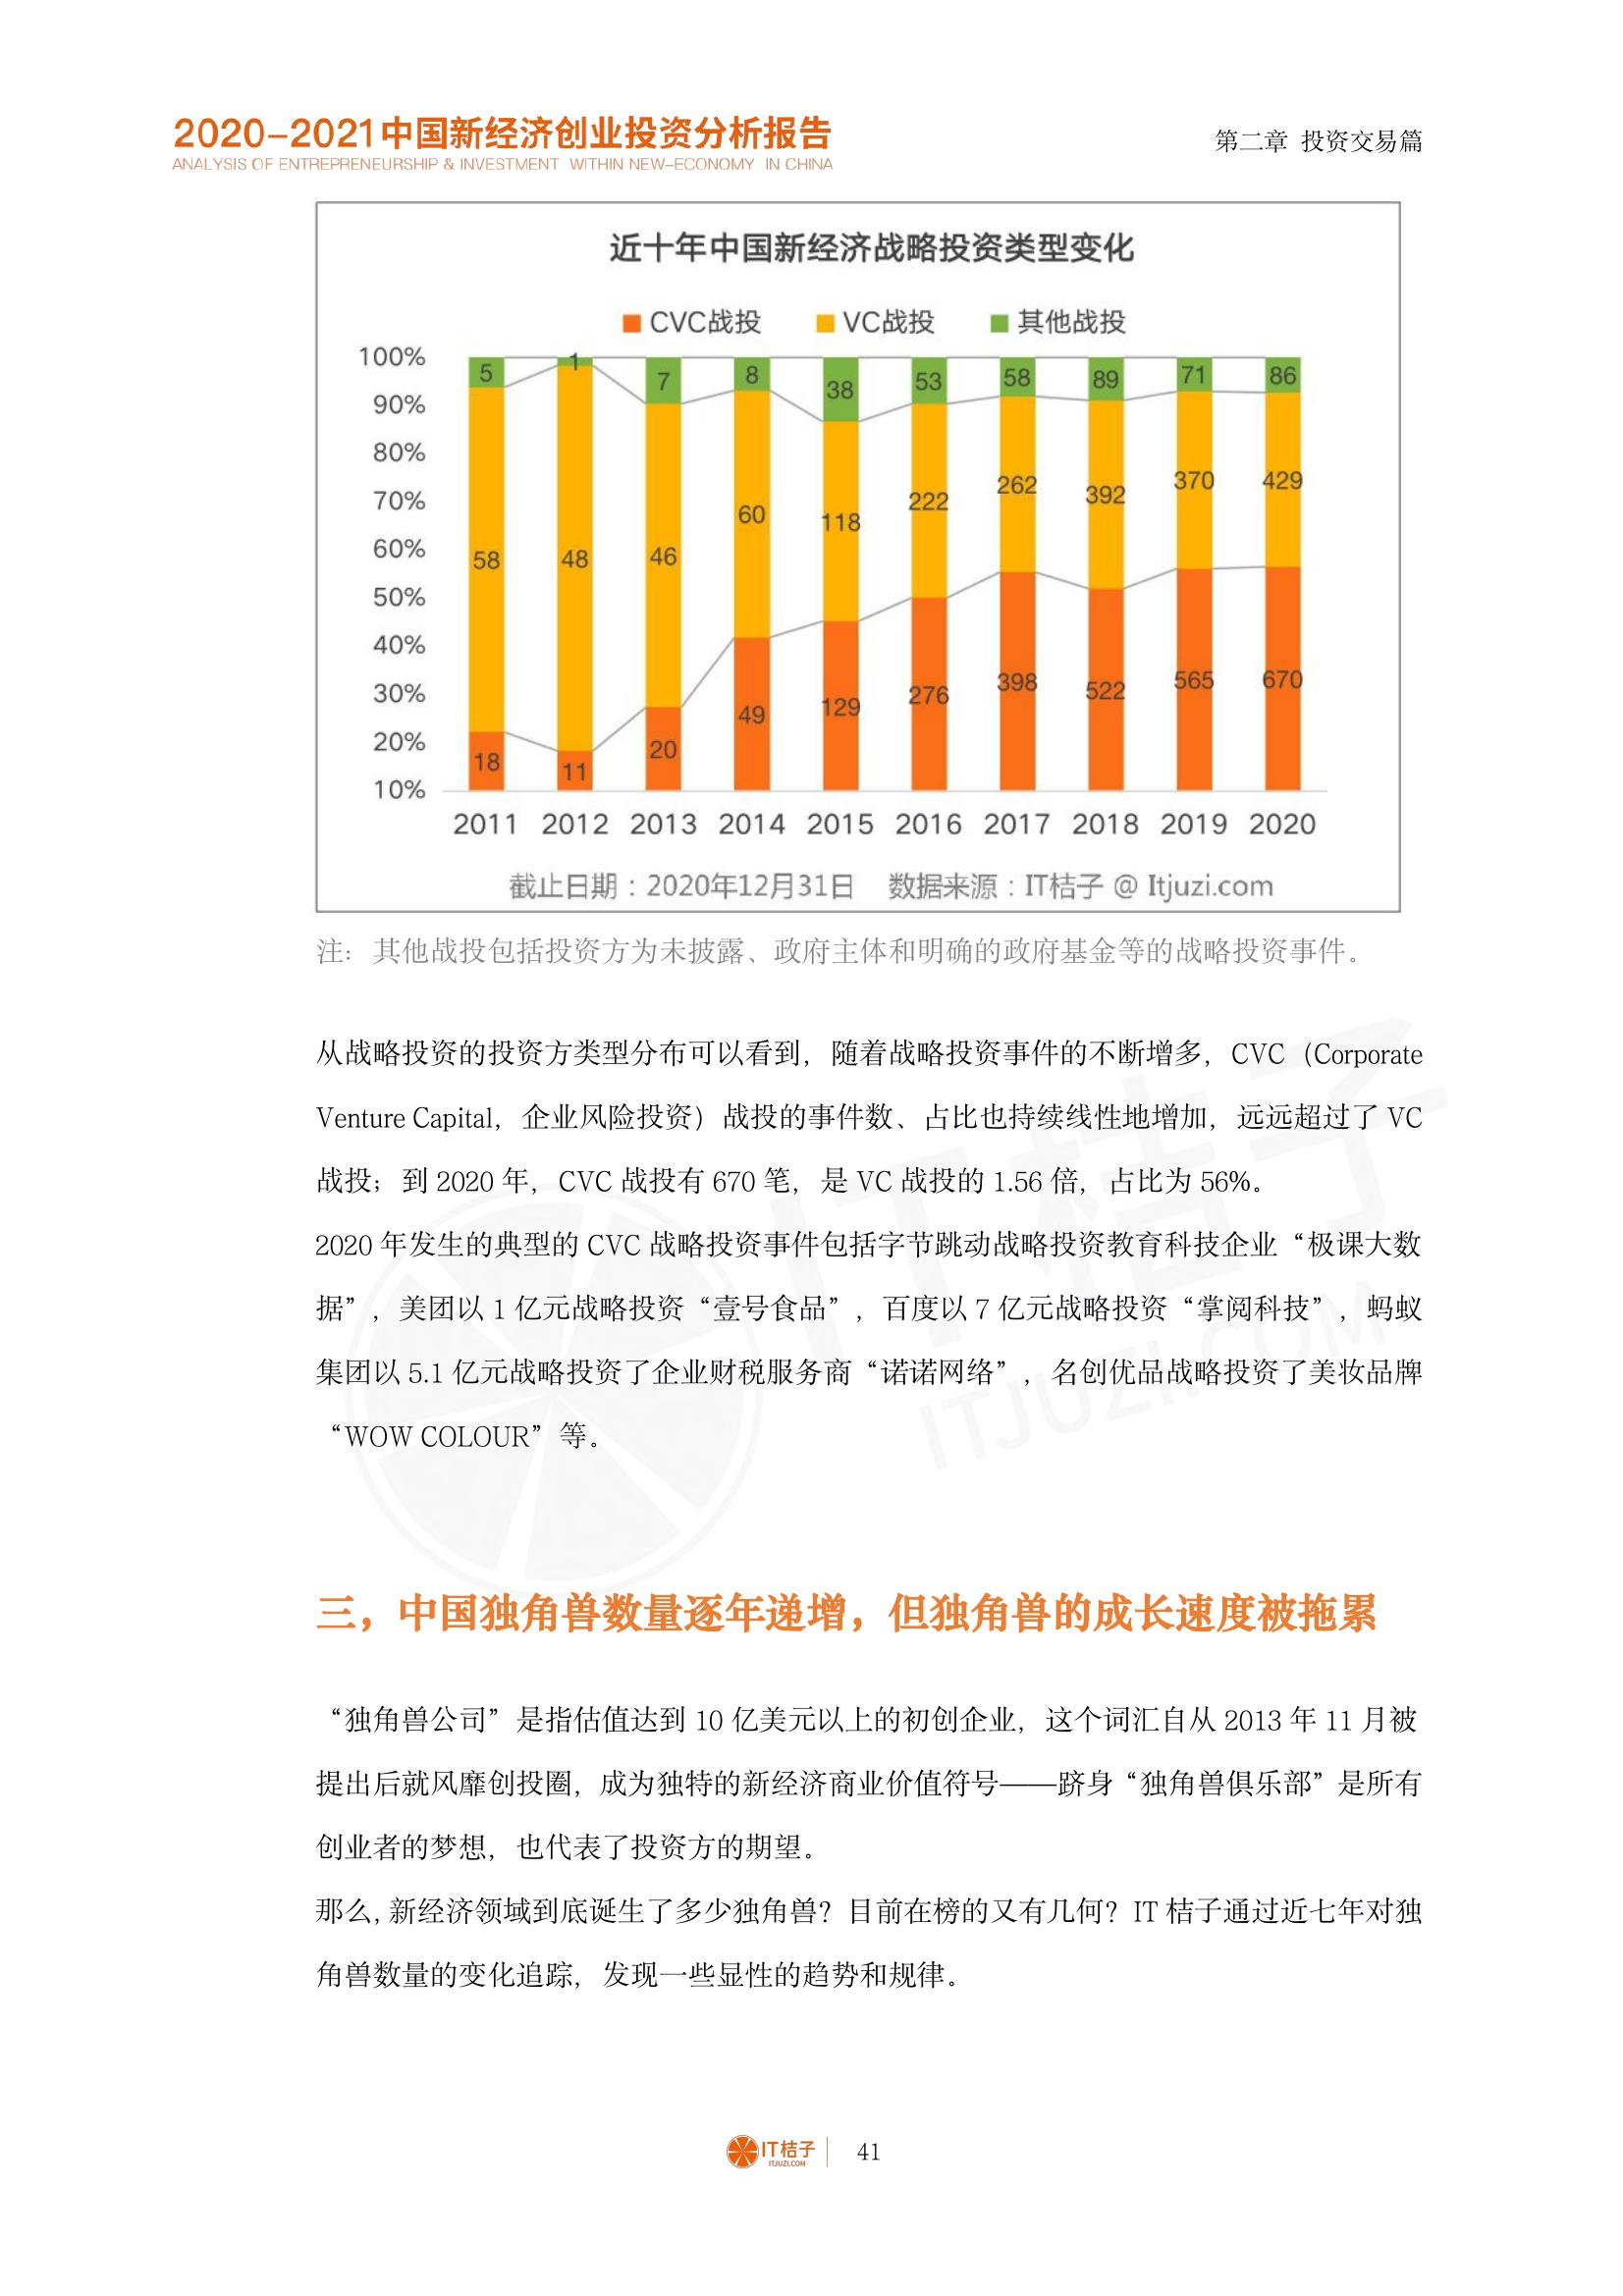 2020-2021中国新经济创业投资分析报告
ANALYSIS OF ENTREPRENEURSHIP & INVESTMENT WITHIN NEW-ECONOMY IN CHINA
第二章 投资交易篇
近十年中国新经济战略投资类型变化
CVC战投 VC战投 其他战投
100%
90%
80%
70%
60%
50%
40%
30%
20%
10%
5 1 7 8 38 53 58 89 71 86
58 48 46 60 118 222 262 392 370 429
18 11 20 49 129 276 398 522 565 670
2011 2012 2013 2014 2015 2016 2017 2018 2019 2020
截止日期：2020年12月31日 数据来源：IT桔子 @ Itjuzi.com
注：其他战投包括投资方为未披露、政府主体和明确的政府基金等的战略投资事件。
从战略投资的投资方类型分布可以看到，随着战略投资事件的不断增多，CVC（Corporate
Venture Capital，企业风险投资）战投的事件数、占比也持续线性地增加，远远超过了 VC
战投；到 2020 年，CVC 战投有 670 笔，是 VC 战投的 1.56 倍，占比为 56%。
2020 年发生的典型的 CVC 战略投资事件包括字节跳动战略投资教育科技企业“极课大数
据”，美团以 1 亿元战略投资“壹号食品”，百度以 7 亿元战略投资“掌阅科技”，蚂蚁
集团以 5.1 亿元战略投资了企业财税服务商“诺诺网络”，名创优品战略投资了美妆品牌
“WOW COLOUR”等。
IT桔子
ITJUZI.COM
三，中国独角兽数量逐年递增，但独角兽的成长速度被拖累
“独角兽公司”是指估值达到 10 亿美元以上的初创企业，这个词汇自从 2013 年 11 月被
提出后就风靡创投圈，成为独特的新经济商业价值符号——跻身“独角兽俱乐部”是所有
创业者的梦想，也代表了投资方的期望。
那么,新经济领域到底诞生了多少独角兽？目前在榜的又有几何？IT 桔子通过近七年对独
角兽数量的变化追踪，发现一些显性的趋势和规律。
IT桔子
ITJUZI.COM
41